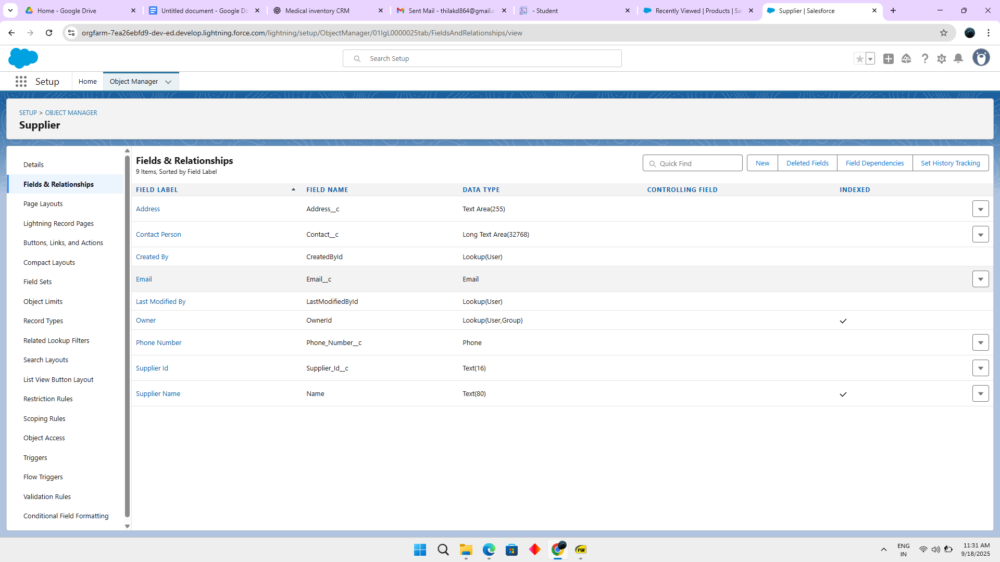 Home - Google Drive
Untitled document - Google Dc
Medical inventory CRM
Sent Mail - thilakd864@gmail.c
- Student
Recently Viewed | Products | Sa
Supplier | Salesforce
orgfarm-7ea26ebfd9-dev-ed.develop.lightning.force.com/lightning/setup/ObjectManager/01IgL0000025tab/FieldsAndRelationships/view
Search Setup
Setup
Home
Object Manager
SETUP > OBJECT MANAGER
Supplier
Details
Fields & Relationships
Page Layouts
Lightning Record Pages
Buttons, Links, and Actions
Compact Layouts
Field Sets
Object Limits
Record Types
Related Lookup Filters
Search Layouts
List View Button Layout
Restriction Rules
Scoping Rules
Object Access
Triggers
Flow Triggers
Validation Rules
Conditional Field Formatting
Fields & Relationships
9 Items, Sorted by Field Label
Quick Find
New
Deleted Fields
Field Dependencies
Set History Tracking
FIELD LABEL FIELD NAME DATA TYPE CONTROLLING FIELD INDEXED
Address Address__c Text Area(255)
Contact Person Contact__c Long Text Area(32768)
Created By CreatedById Lookup(User)
Email Email__c Email
Last Modified By LastModifiedById Lookup(User)
Owner OwnerId Lookup(User,Group)
Phone Number Phone_Number__c Phone
Supplier Id Supplier_Id__c Text(16)
Supplier Name Name Text(80)
PDF
ENG
IN
11:31 AM
9/18/2025